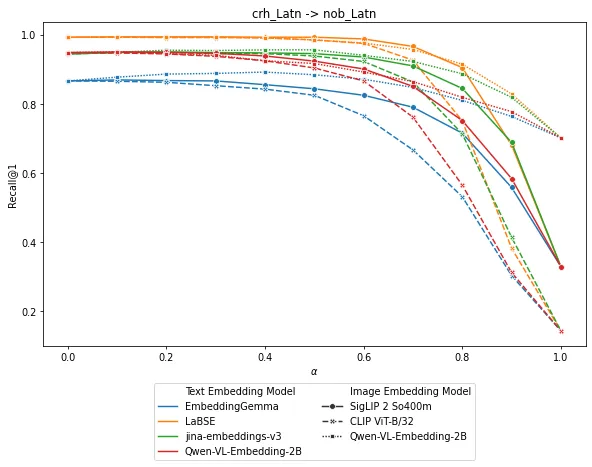 crh_Latn -> nob_Latn
Recall@1
1.0
0.8
0.6
0.4
0.2
0.0 0.2 0.4 0.6 0.8 1.0
α
Text Embedding Model
EmbeddingGemma
LaBSE
jina-embeddings-v3
Qwen-VL-Embedding-2B
Image Embedding Model
SigLIP 2 So400m
CLIP ViT-B/32
Qwen-VL-Embedding-2B